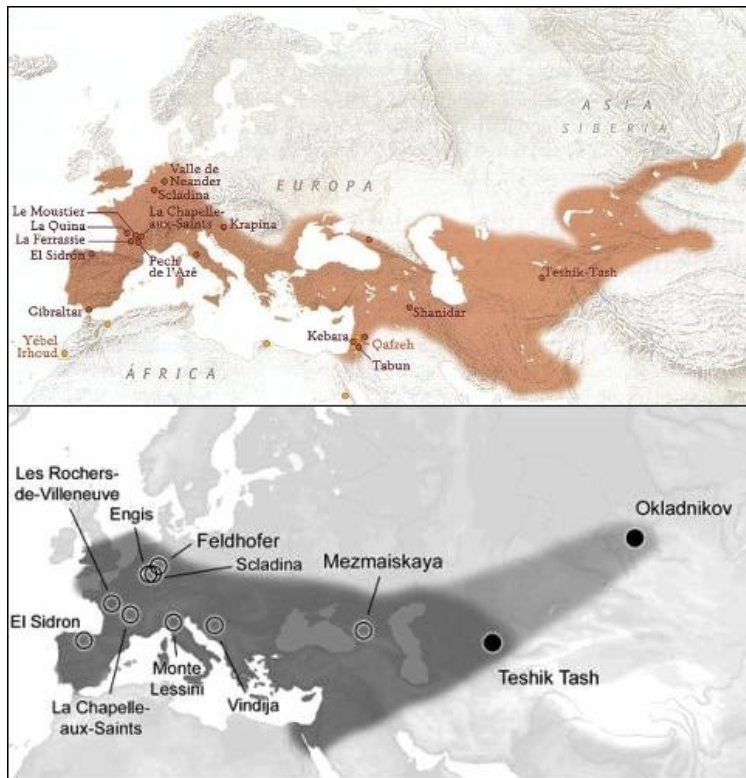 ASIA
SIBERIA
Valle de
Neander
Scladina
EUROPA
Le Moustier
La Chapelle-
aux-Saints
Krapina
La Quina
La Ferrassie
El Sidrón
Pech
de l'Azé
Teshik-Tash
Gibraltar
Shanidar
Kebara
Qafzeh
Tabun
Yébel
Irhoud
ÁFRICA
Les Rochers-
de-Villeneuve
Engis
Feldhofer
Scladina
Okladnikov
Mezmaiskaya
El Sidron
Monte
Lessini
Vindija
Teshik Tash
La Chapelle-
aux-Saints